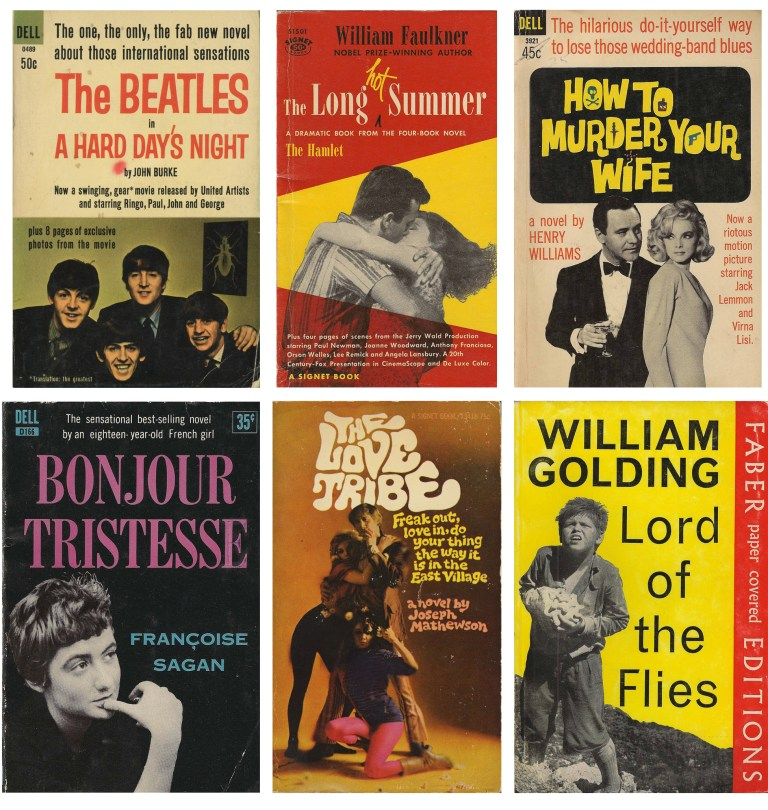 DELL
50¢
The one, the only, the fab new novel
about those international sensations
The BEATLES
in
A HARD DAY'S NIGHT
by JOHN BURKE
Now a swinging, gear* movie released by United Artists
and starring Ringo, Paul, John and George
plus 8 pages of exclusive
photos from the movie
*Translation: the greatest
S1501
SIGNET
William Faulkner
NOBEL PRIZE-WINNING AUTHOR
hot
The Long Summer
A DRAMATIC BOOK FROM THE FOUR-BOOK NOVEL
The Hamlet
Plus four pages of scenes from the Jerry Wald Production
starring Paul Newman, Joanne Woodward, Anthony Franciosa,
Orson Welles, Lee Remick and Angela Lansbury. A 20th
Century-Fox Presentation in CinemaScope and De Luxe Color.
A SIGNET BOOK
DELL
3921
45¢
The hilarious do-it-yourself way
to lose those wedding-band blues
HOW TO
MURDER YOUR
WIFE
a novel by
HENRY
WILLIAMS
Now a
riotous
motion
picture
starring
Jack
Lemmon
and
Virna
Lisi.
DELL
D166
The sensational best-selling novel
by an eighteen-year-old French girl
35¢
BONJOUR
TRISTESSE
FRANÇOISE
SAGAN
A SIGNET BOOK
THE
LOVE
TRIBE
Freak out,
love in, do
your thing
the way it
is in the
East Village
a novel by
Joseph
Mathewson
WILLIAM
GOLDING
Lord
of
the
Flies
FABER paper covered EDITIONS